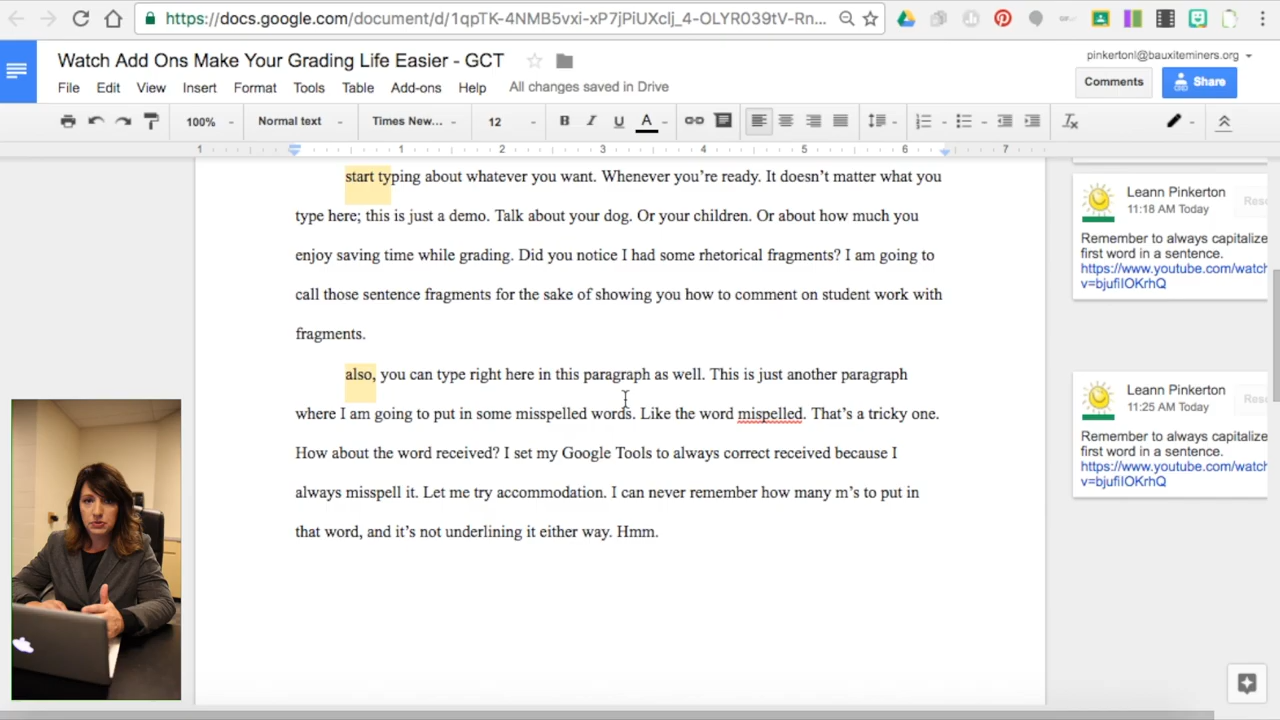 https://docs.google.com/document/d/1qpTK-4NMB5vxi-xP7jPiUXclj_4-OLYR039tV-Rn...
Watch Add Ons Make Your Grading Life Easier - GCT
pinkertonl@bauxiteminers.org
File Edit View Insert Format Tools Table Add-ons Help All changes saved in Drive
Comments Share
100% Normal text Times New... 12 B I U A
1 1 2 3 4 5 6 7
start typing about whatever you want. Whenever you're ready. It doesn't matter what you
type here; this is just a demo. Talk about your dog. Or your children. Or about how much you
enjoy saving time while grading. Did you notice I had some rhetorical fragments? I am going to
call those sentence fragments for the sake of showing you how to comment on student work with
fragments.
also, you can type right here in this paragraph as well. This is just another paragraph
where I am going to put in some misspelled words. Like the word mispelled. That's a tricky one.
How about the word received? I set my Google Tools to always correct received because I
always misspell it. Let me try accommodation. I can never remember how many m's to put in
that word, and it's not underlining it either way. Hmm.
Leann Pinkerton
11:18 AM Today
Remember to always capitalize
first word in a sentence.
https://www.youtube.com/watch
v=bjufiIOKrhQ
Leann Pinkerton
11:25 AM Today
Remember to always capitalize
first word in a sentence.
https://www.youtube.com/watch
v=bjufiIOKrhQ